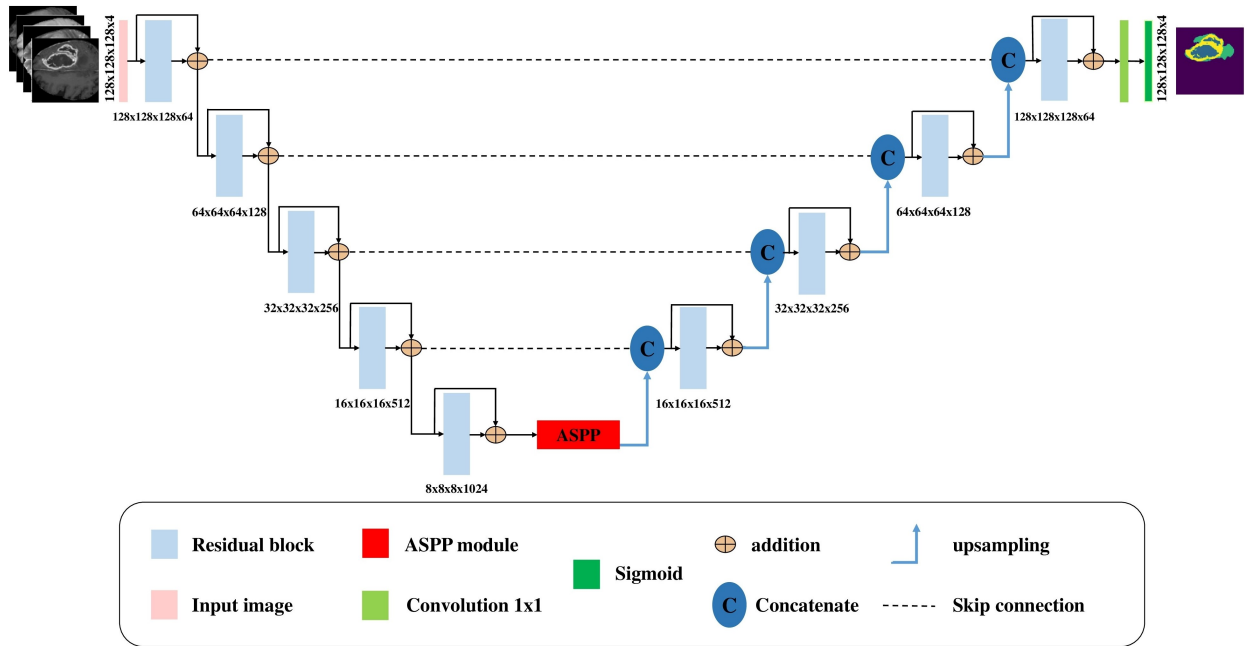 128x128x128x4
128x128x128x64
64x64x64x128
32x32x32x256
16x16x16x512
8x8x8x1024
ASPP
C
16x16x16x512
C
32x32x32x256
C
64x64x64x128
C
128x128x128x64
128x128x128x4
Residual block
ASPP module
Sigmoid
addition
upsampling
Input image
Convolution 1x1
C
Concatenate
Skip connection